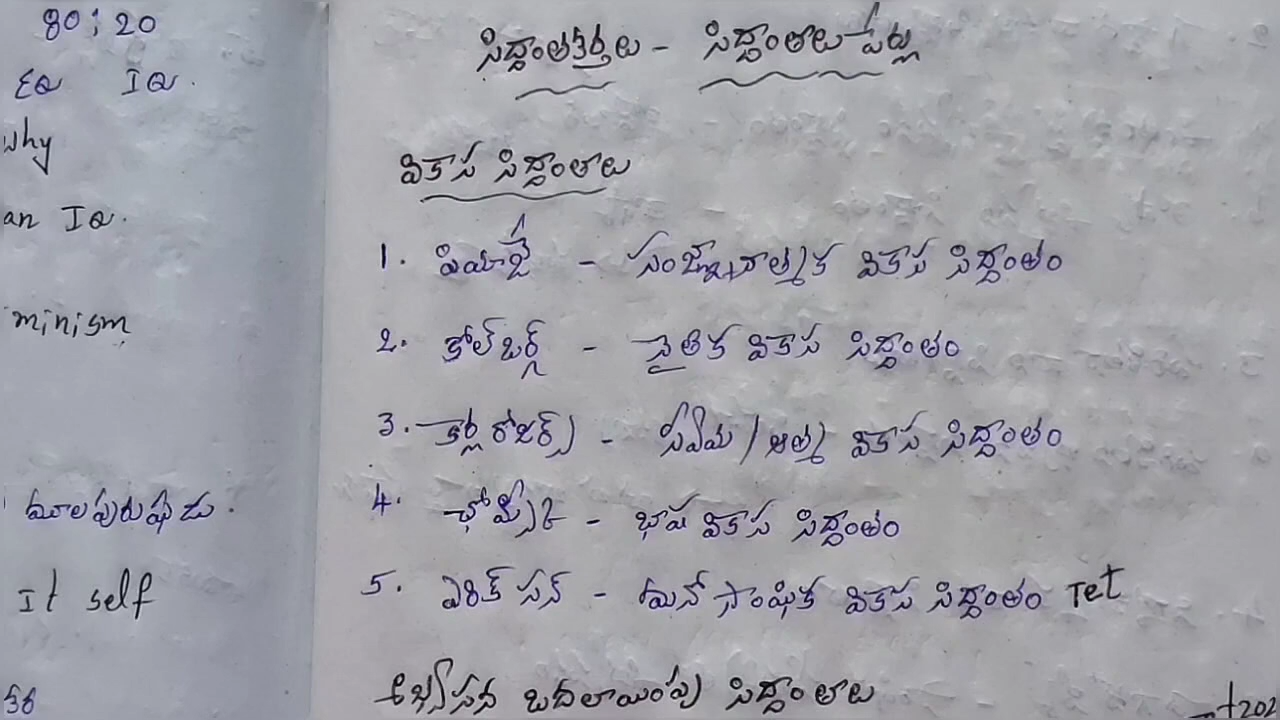 80 : 20
EQ IQ.
why
an IQ.
minism
మూలపురుషుడు.
It self
సిద్ధాంతకర్తలు - సిద్ధాంతాలు పేర్లు
వికాస సిద్ధాంతాలు
1. పియాజే - సంజ్ఞానాత్మక వికాస సిద్ధాంతం
2. కోల్‌బర్గ్ - నైతిక వికాస సిద్ధాంతం
3. కార్ల్ రోజర్స్ - స్వీయ / ఆత్మ వికాస సిద్ధాంతం
4. ఛోమ్‌స్కీ - భాషా వికాస సిద్ధాంతం
5. ఎరిక్ సన్ - మనో సాంఘిక వికాస సిద్ధాంతం Tet
అభ్యసన బదలాయింపు సిద్ధాంతాలు